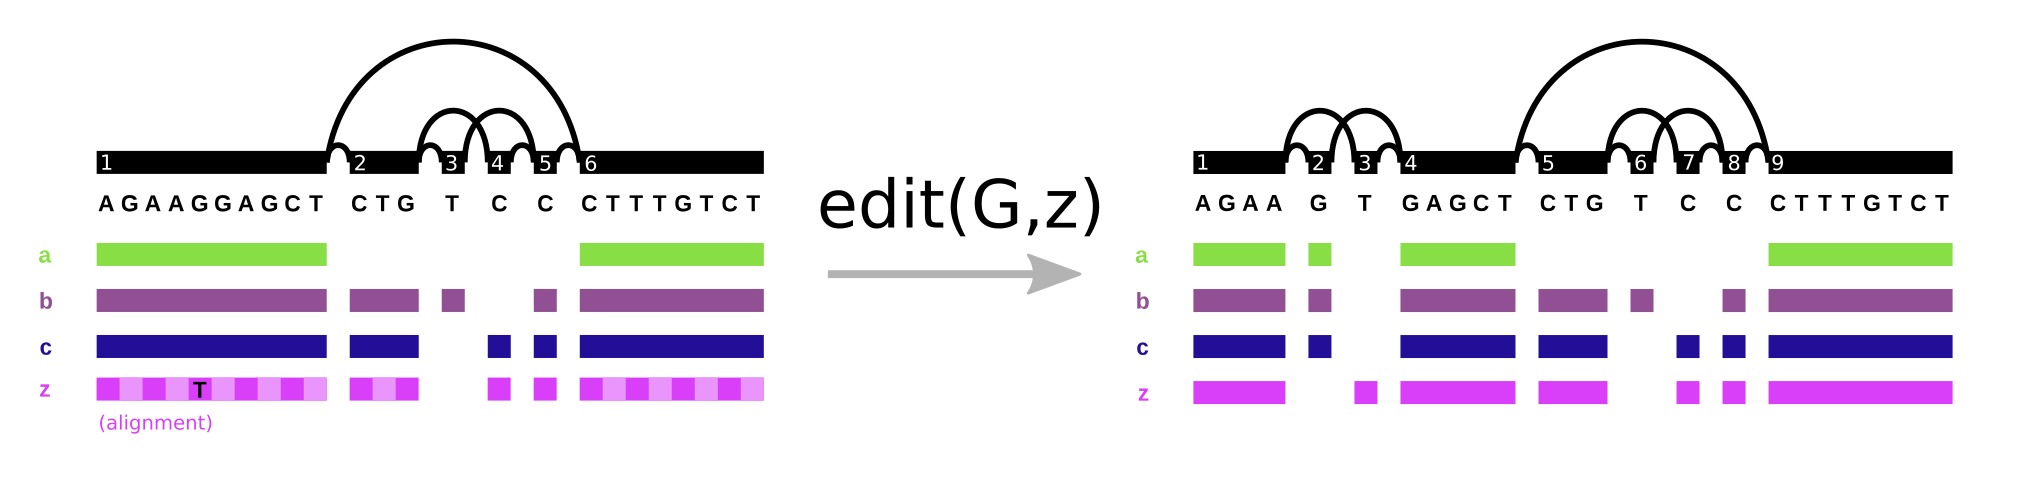 1 2 3 4 5 6
AGAAGGAGCT CTG T C C CTTTGTCT
a
b
c
z T
(alignment)
edit(G,z)
1 2 3 4 5 6 7 8 9
AGAA G T GAGCT CTG T C C CTTTGTCT
a
b
c
z